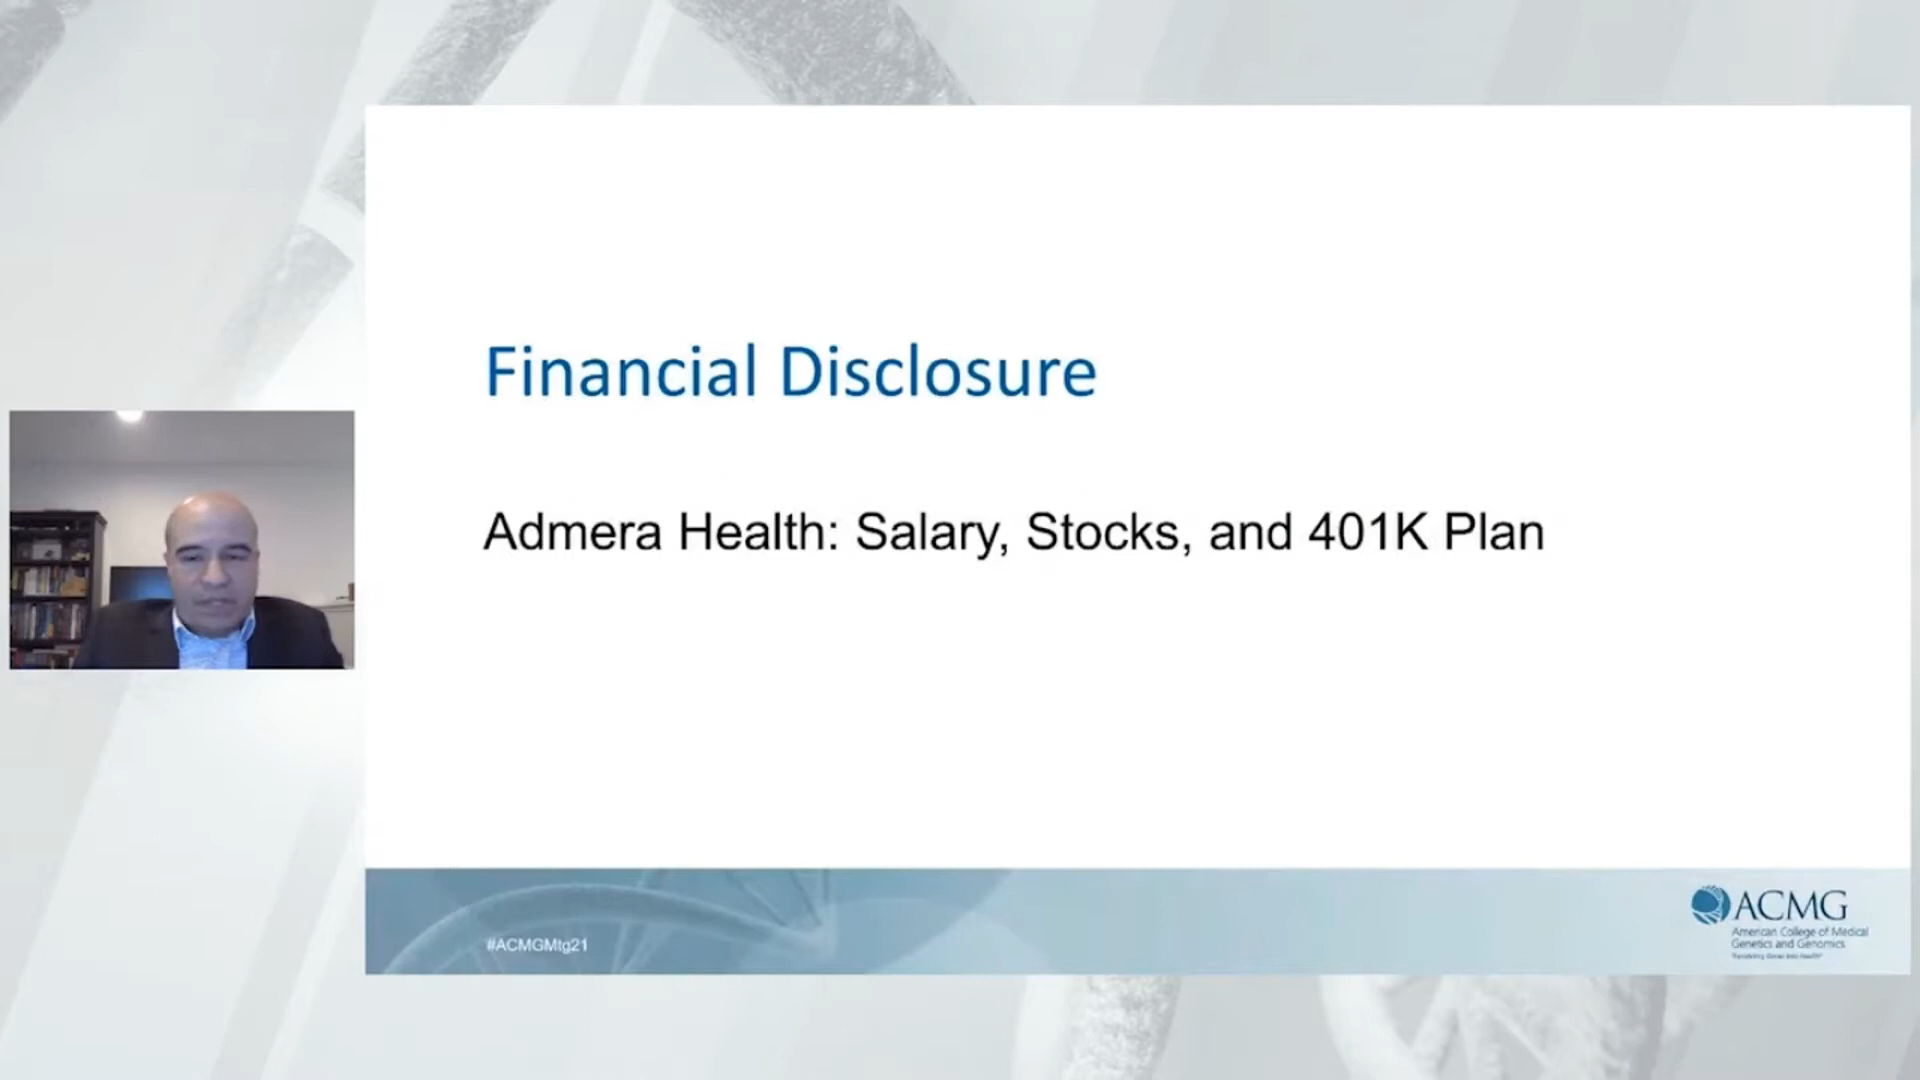 Financial Disclosure
Admera Health: Salary, Stocks, and 401K Plan
#ACMGMtg21
ACMG
American College of Medical
Genetics and Genomics